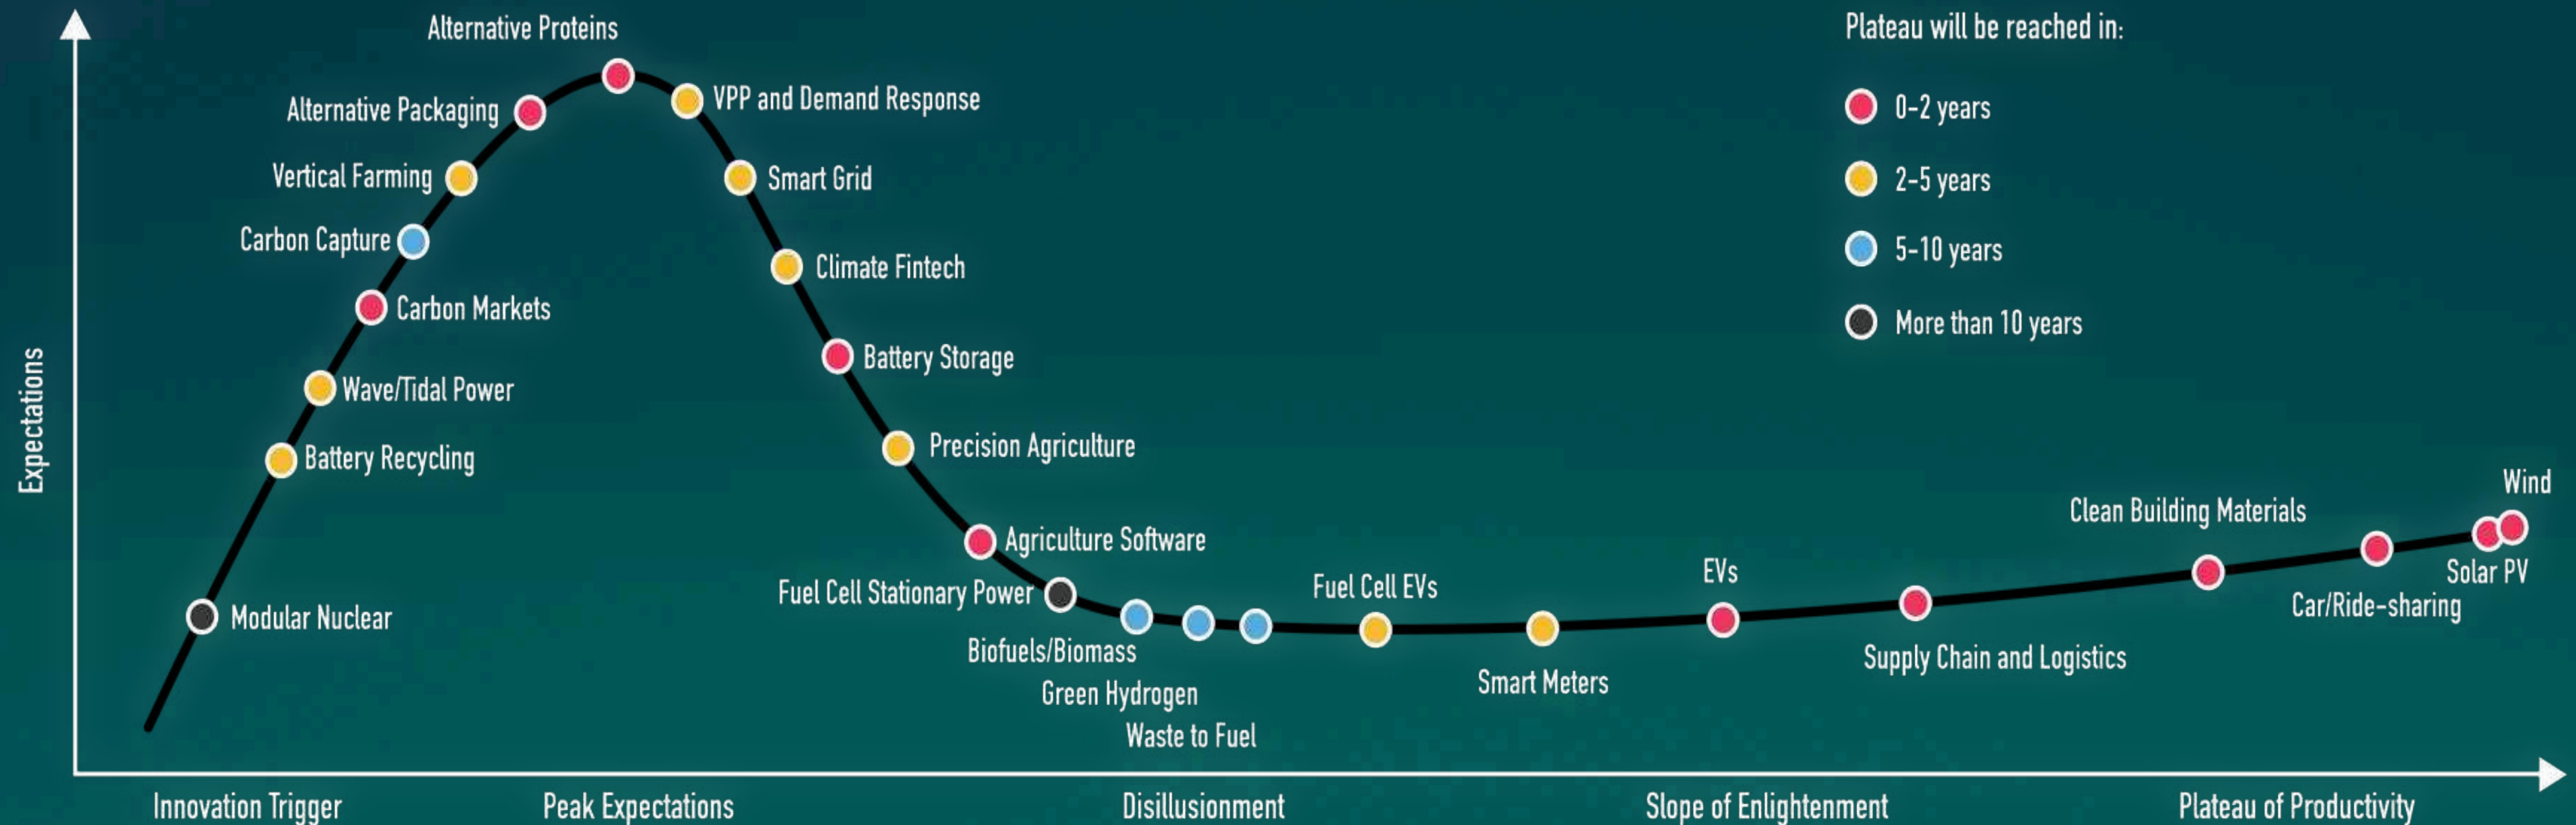 Alternative Proteins
Plateau will be reached in:
Alternative Packaging
VPP and Demand Response
0-2 years
Vertical Farming
Smart Grid
2-5 years
Carbon Capture
Climate Fintech
5-10 years
Carbon Markets
More than 10 years
Battery Storage
Wave/Tidal Power
Expectations
Precision Agriculture
Battery Recycling
Wind
Clean Building Materials
Agriculture Software
EVs
Solar PV
Fuel Cell EVs
Fuel Cell Stationary Power
Car/Ride-sharing
Modular Nuclear
Biofuels/Biomass
Supply Chain and Logistics
Smart Meters
Green Hydrogen
Waste to Fuel
Innovation Trigger
Peak Expectations
Disillusionment
Slope of Enlightenment
Plateau of Productivity